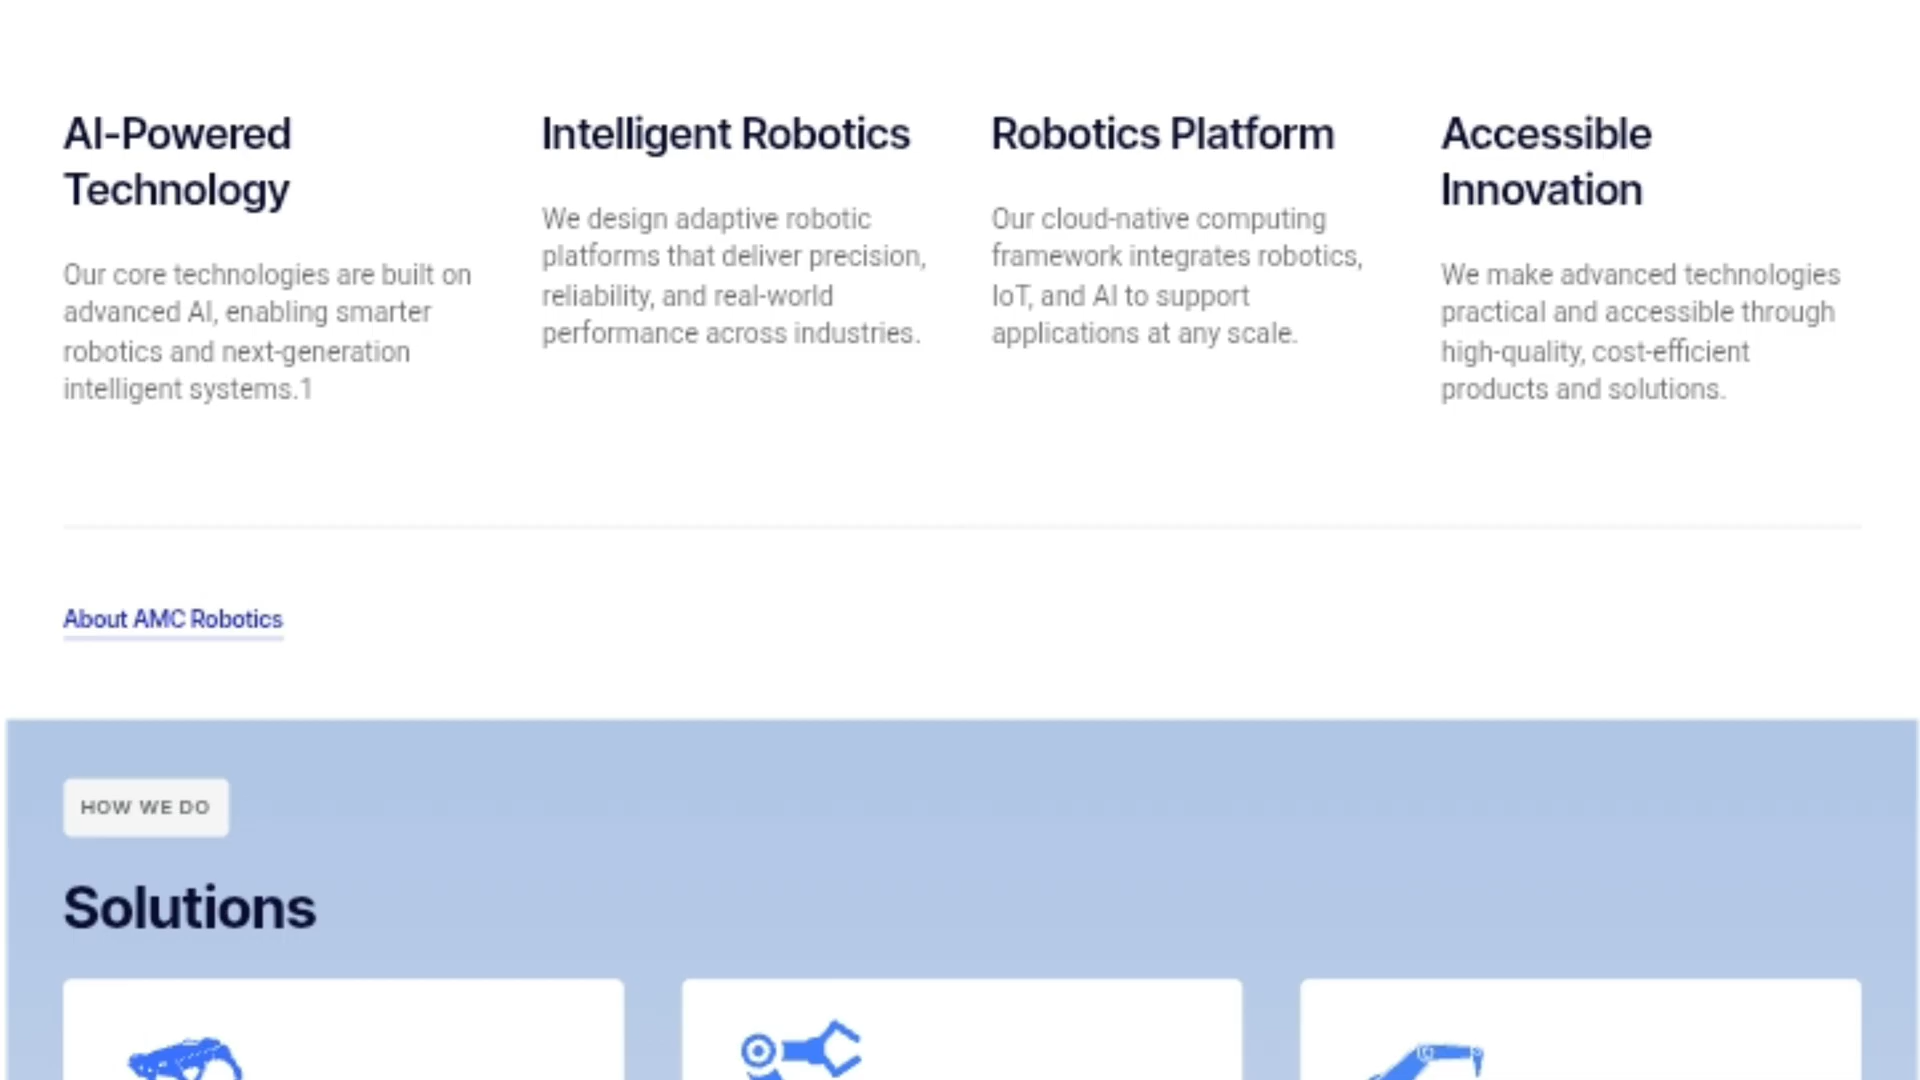 AI-Powered
Technology
Our core technologies are built on
advanced AI, enabling smarter
robotics and next-generation
intelligent systems.1
Intelligent Robotics
We design adaptive robotic
platforms that deliver precision,
reliability, and real-world
performance across industries.
Robotics Platform
Our cloud-native computing
framework integrates robotics,
IoT, and AI to support
applications at any scale.
Accessible
Innovation
We make advanced technologies
practical and accessible through
high-quality, cost-efficient
products and solutions.
About AMC Robotics
HOW WE DO
Solutions